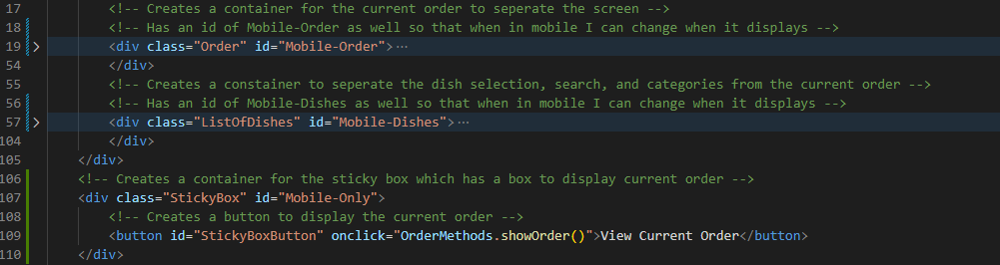 17 <!-- Creates a container for the current order to seperate the screen -->
18 <!-- Has an id of Mobile-Order as well so that when in mobile I can change when it displays -->
19 <div class="Order" id="Mobile-Order">…
54 </div>
55 <!-- Creates a constainer to seperate the dish selection, search, and categories from the current order -->
56 <!-- Has an id of Mobile-Dishes as well so that when in mobile I can change when it displays -->
57 <div class="ListOfDishes" id="Mobile-Dishes">…
104 </div>
105 </div>
106 <!-- Creates a container for the sticky box which has a box to display current order -->
107 <div class="StickyBox" id="Mobile-Only">
108 <!-- Creates a button to display the current order -->
109 <button id="StickyBoxButton" onclick="OrderMethods.showOrder()">View Current Order</button>
110 </div>